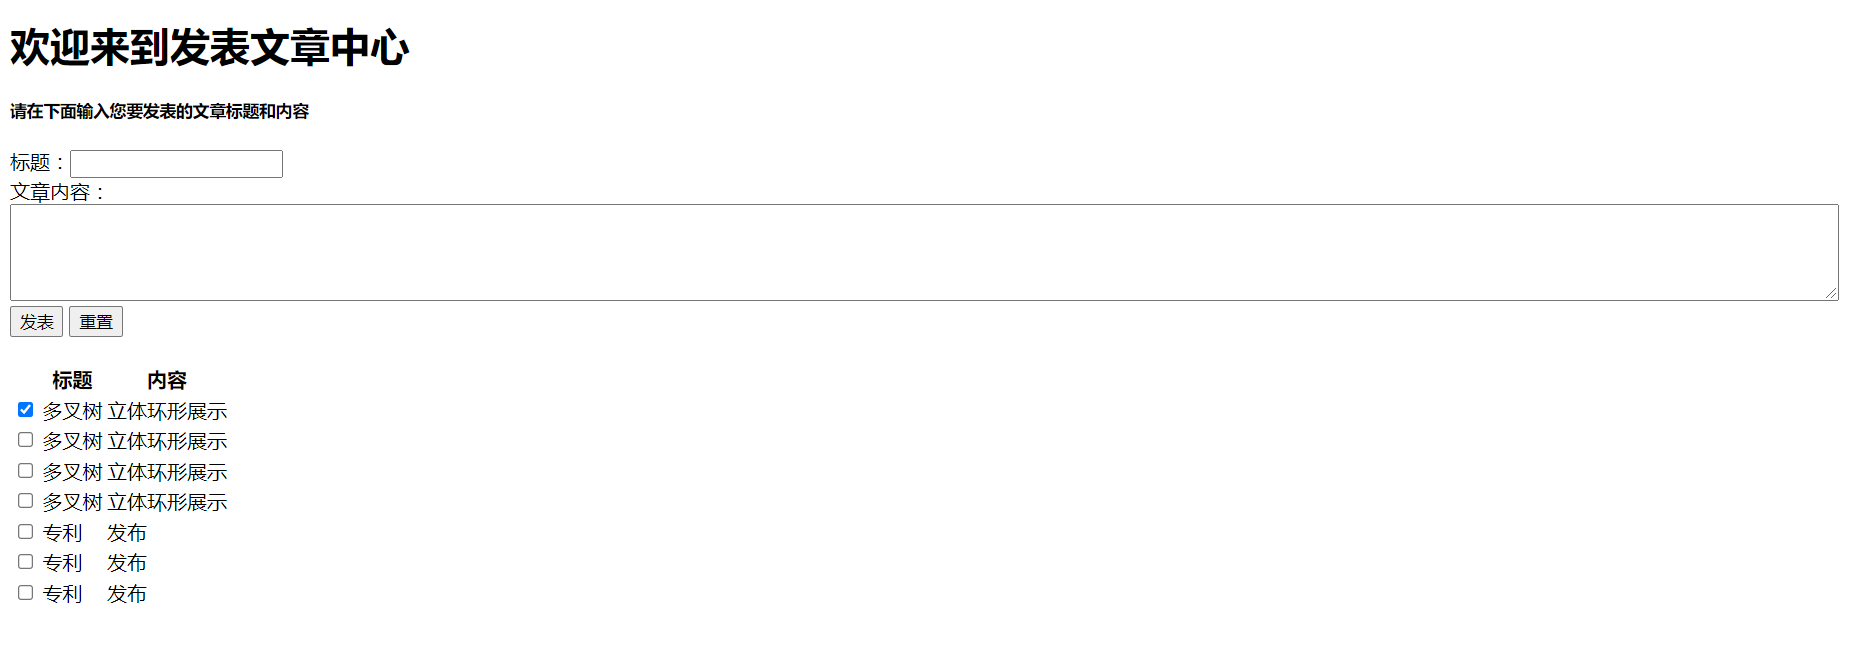 欢迎来到发表文章中心
请在下面输入您要发表的文章标题和内容
标题：
文章内容：
发表 重置
标题 内容
多叉树 立体环形展示
多叉树 立体环形展示
多叉树 立体环形展示
多叉树 立体环形展示
专利 发布
专利 发布
专利 发布